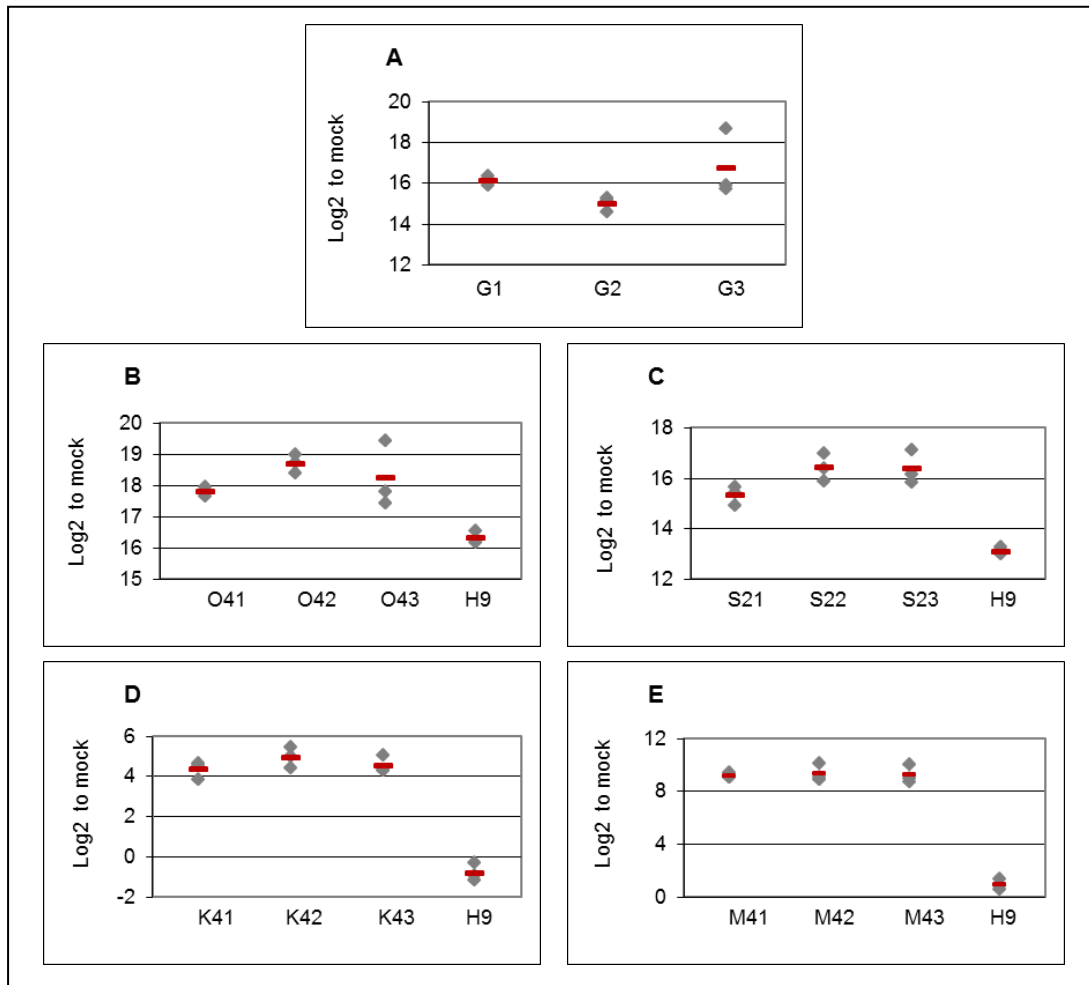 A
Log2 to mock
20
18
16
14
12
G1 G2 G3
B
Log2 to mock
20
19
18
17
16
15
O41 O42 O43 H9
C
Log2 to mock
18
16
14
12
S21 S22 S23 H9
D
Log2 to mock
6
4
2
0
-2
K41 K42 K43 H9
E
Log2 to mock
12
8
4
0
M41 M42 M43 H9